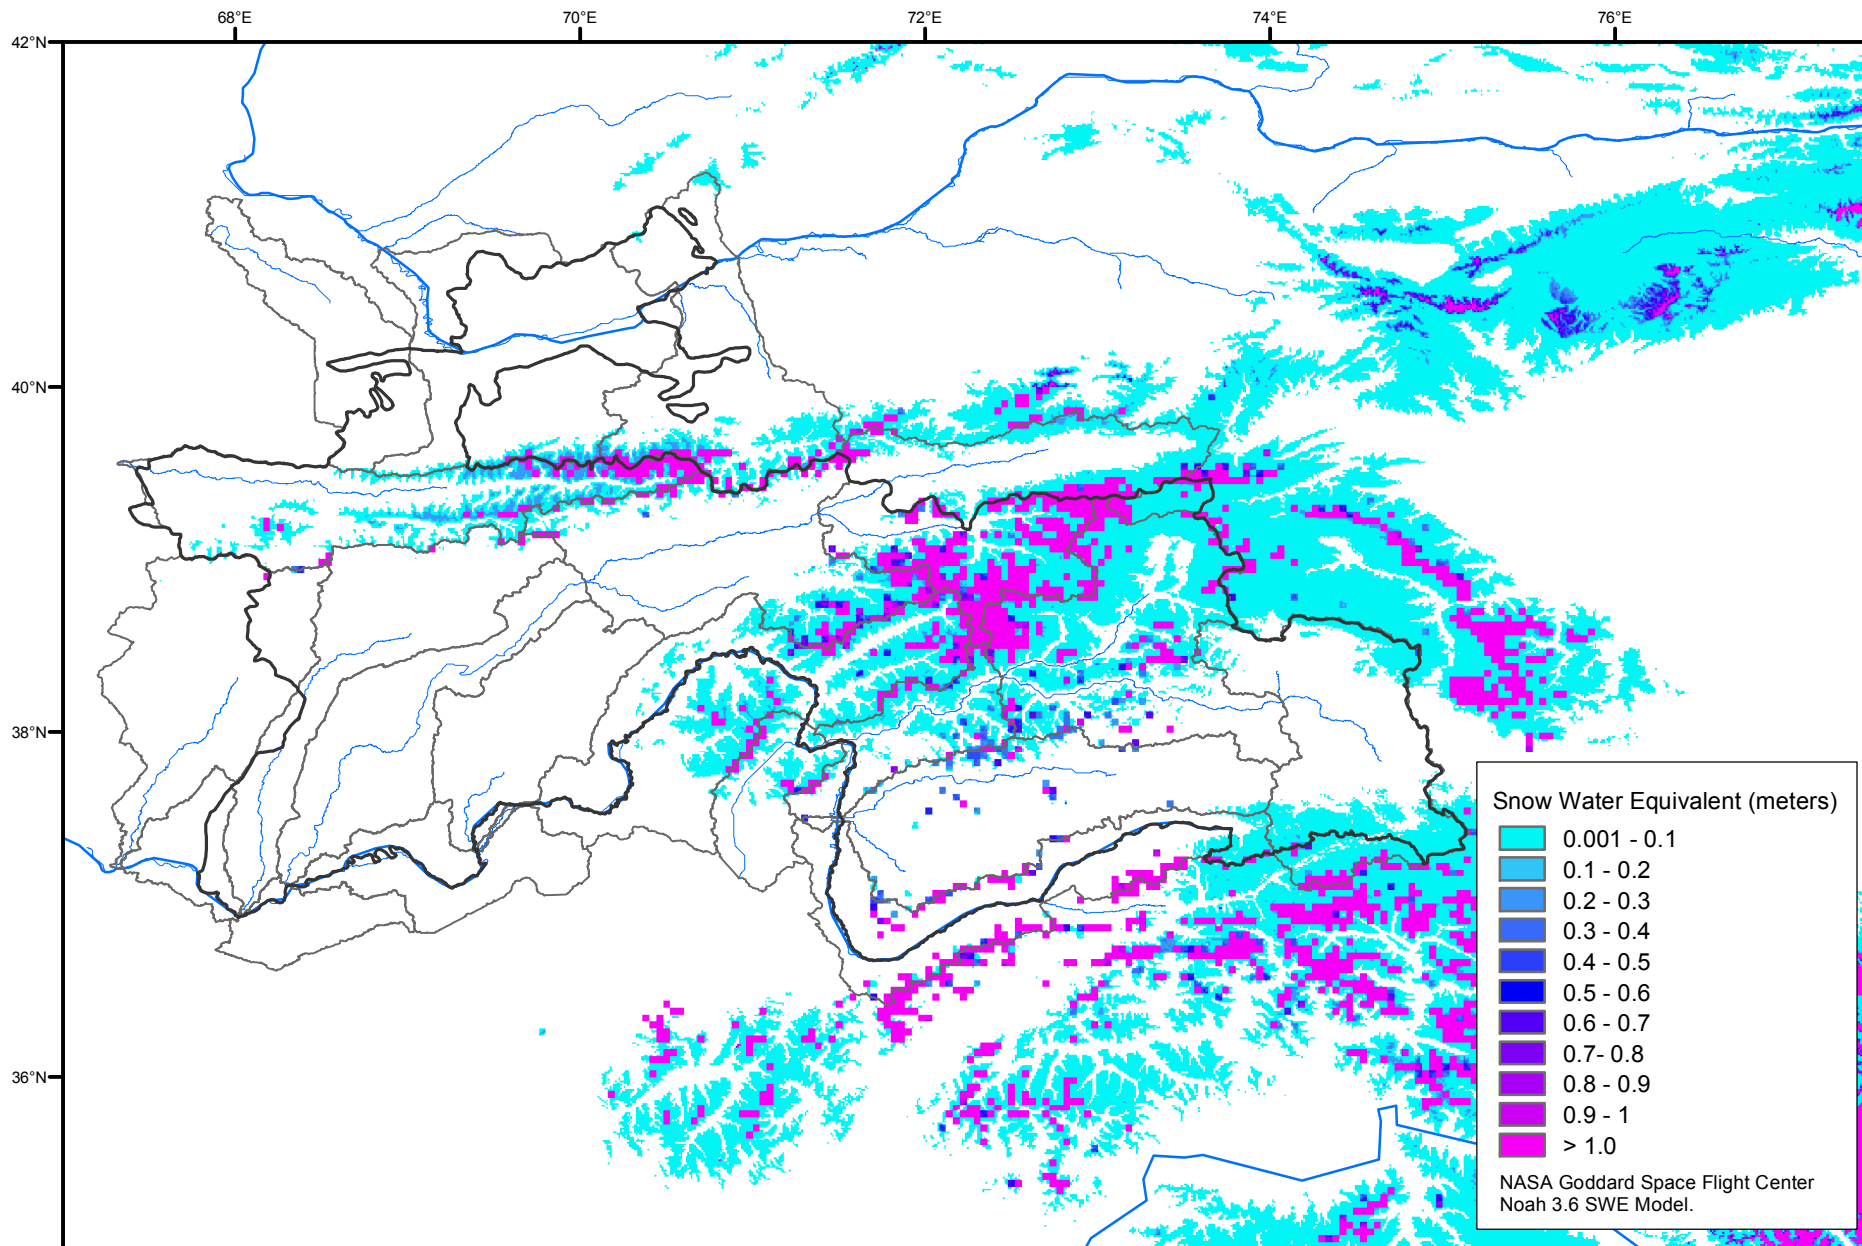 68°E
70°E
72°E
74°E
76°E
42°N
40°N
38°N
36°N
Snow Water Equivalent (meters)
0.001 - 0.1
0.1 - 0.2
0.2 - 0.3
0.3 - 0.4
0.4 - 0.5
0.5 - 0.6
0.6 - 0.7
0.7- 0.8
0.8 - 0.9
0.9 - 1
> 1.0
NASA Goddard Space Flight Center
Noah 3.6 SWE Model.